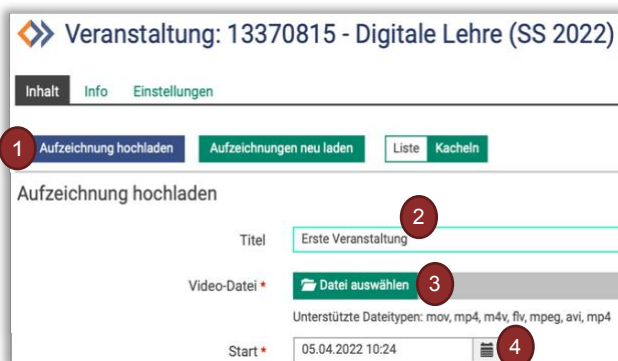 Veranstaltung: 13370815 - Digitale Lehre (SS 2022)
Inhalt Info Einstellungen
1 Aufzeichnung hochladen Aufzeichnungen neu laden Liste Kacheln
Aufzeichnung hochladen
2
Titel Erste Veranstaltung
Video-Datei * Datei auswählen 3
Unterstützte Dateitypen: mov, mp4, m4v, flv, mpeg, avi, mp4
Start * 05.04.2022 10:24 4